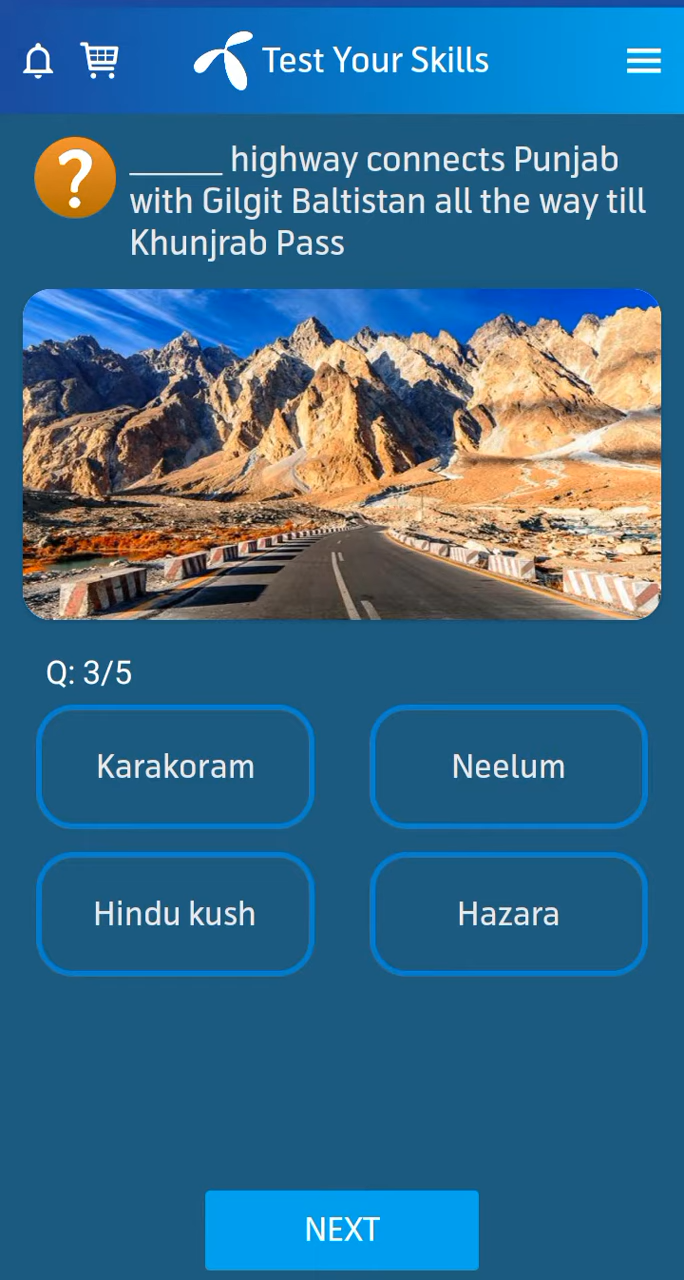 Test Your Skills
?
______ highway connects Punjab
with Gilgit Baltistan all the way till
Khunjrab Pass
Q: 3/5
Karakoram
Neelum
Hindu kush
Hazara
NEXT